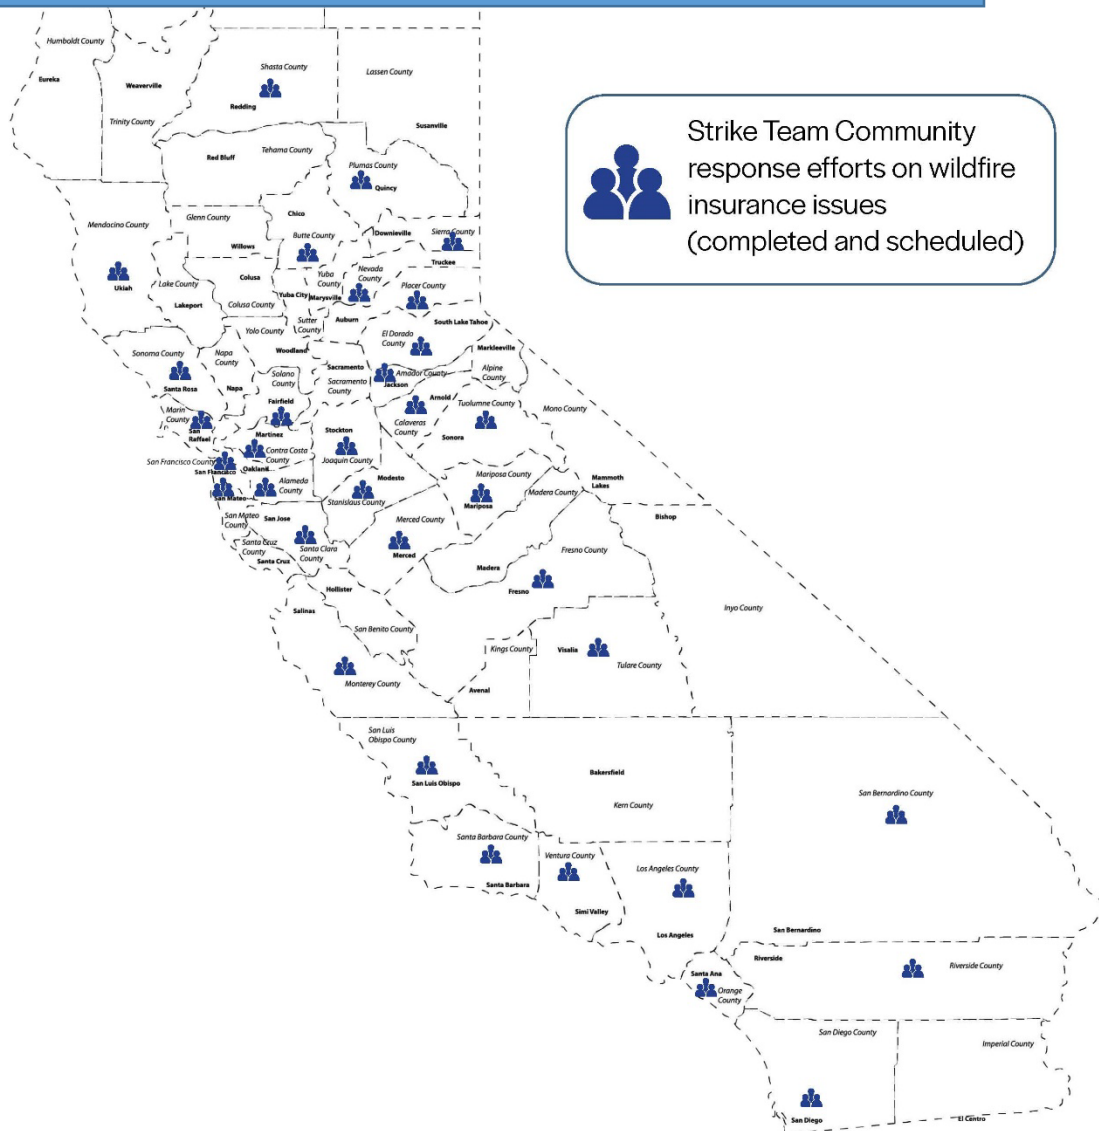 Humboldt County
Eureka
Weaverville
Trinity County
Shasta County
Redding
Lassen County
Susanville
Strike Team Community
response efforts on wildfire
insurance issues
(completed and scheduled)
Red Bluff
Tehama County
Plumas County
Quincy
Mendocino County
Ukiah
Glenn County
Willows
Chico
Butte County
Downieville
Sierra County
Truckee
Lake County
Lakeport
Colusa
Colusa County
Yuba
County
Yuba City
Marysville
Nevada
County
Placer County
Sutter
County
Auburn
South Lake Tahoe
Yolo County
Woodland
El Dorado
County
Markleeville
Sonoma County
Santa Rosa
Napa
County
Napa
Solano
County
Fairfield
Sacramento
Sacramento
County
Amador County
Jackson
Alpine
County
Arnold
Calaveras
County
Tuolumne County
Sonora
Mono County
Marin
County
San
Raffael
Martinez
Contra Costa
County
Stockton
Joaquin County
San Francisco County
San Francisco
Oakland
Alameda
County
San Mateo
Modesto
Stanislaus County
Mariposa County
Mariposa
Madera County
Mammoth
Lakes
Bishop
San Mateo
County
San Jose
Santa Cruz
County
Santa Cruz
Santa Clara
County
Merced County
Merced
Madera
Fresno County
Fresno
Hollister
Salinas
San Benito County
Inyo County
Monterey County
Kings County
Visalia
Tulare County
Avenal
San Luis
Obispo County
San Luis Obispo
Bakersfield
Kern County
San Bernardino County
Santa Barbara County
Santa Barbara
Ventura County
Simi Valley
Los Angeles County
Los Angeles
San Bernardino
Riverside
Riverside County
Santa Ana
Orange
County
San Diego County
San Diego
Imperial County
El Centro